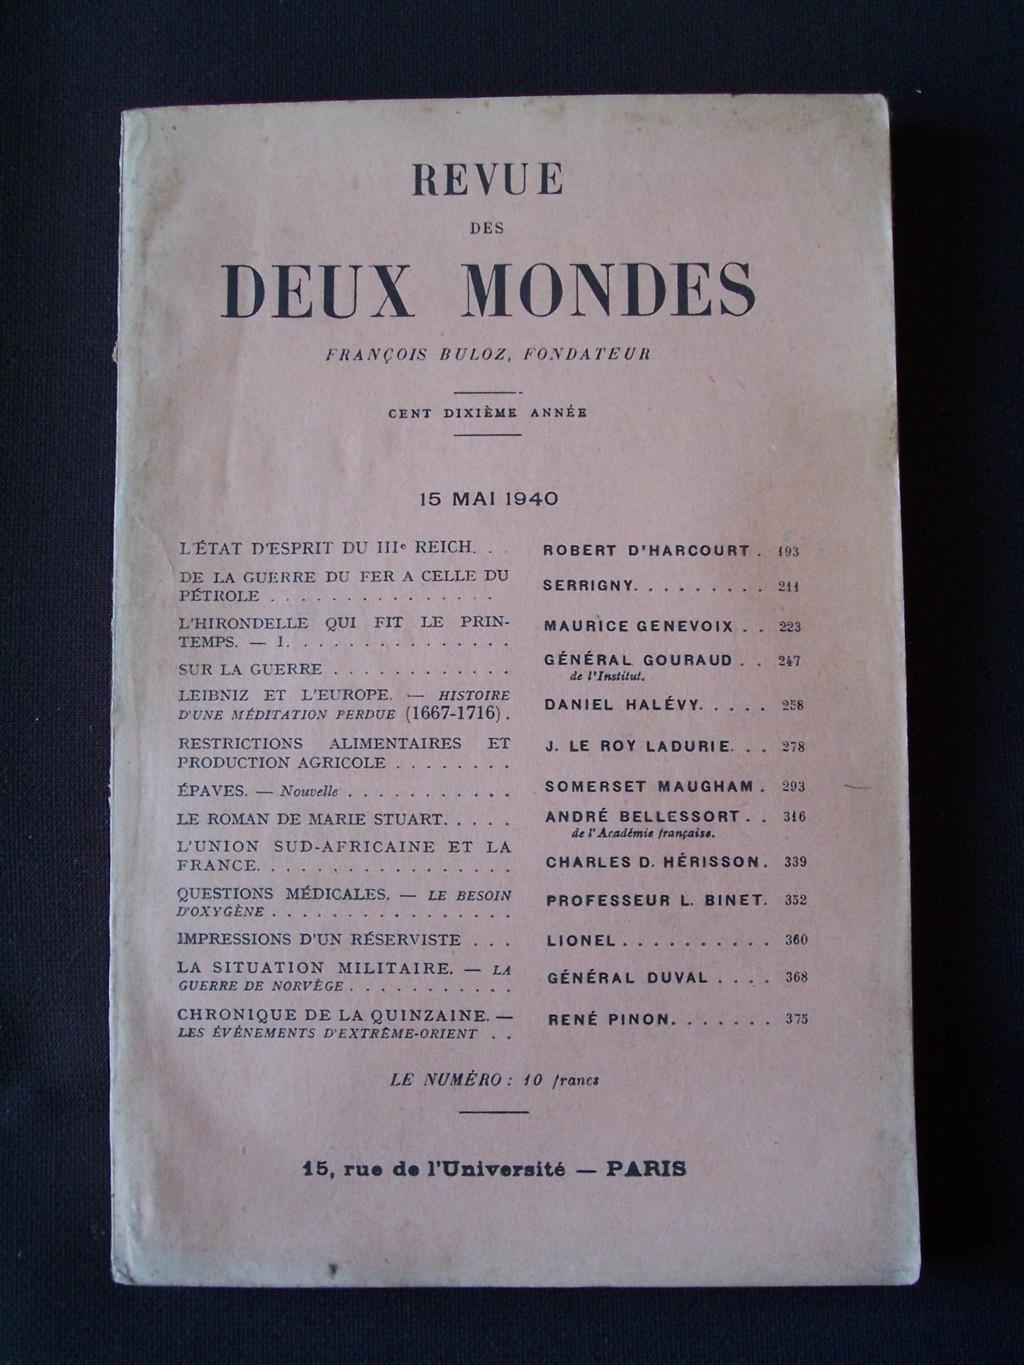 REVUE
DES
DEUX MONDES
FRANÇOIS BULOZ, FONDATEUR
CENT DIXIÈME ANNÉE
15 MAI 1940
L'ÉTAT D'ESPRIT DU IIIe REICH. . . ROBERT D'HARCOURT . 193
DE LA GUERRE DU FER A CELLE DU
PÉTROLE . . . . . . . . . . . . . . . SERRIGNY. . . . . . . . . 211
L'HIRONDELLE QUI FIT LE PRIN-
TEMPS. — I. . . . . . . . . . . . . . MAURICE GENEVOIX . . 223
SUR LA GUERRE . . . . . . . . . . . . GÉNÉRAL GOURAUD . . 247
de l'Institut.
LEIBNIZ ET L'EUROPE. — HISTOIRE
D'UNE MÉDITATION PERDUE (1667-1716) . DANIEL HALÉVY. . . . . 258
RESTRICTIONS ALIMENTAIRES ET
PRODUCTION AGRICOLE . . . . . . . . J. LE ROY LADURIE. . . 278
ÉPAVES. — Nouvelle . . . . . . . . . . . SOMERSET MAUGHAM . 293
LE ROMAN DE MARIE STUART. . . . . ANDRÉ BELLESSORT . . 316
de l'Académie française.
L'UNION SUD-AFRICAINE ET LA
FRANCE. . . . . . . . . . . . . . . . CHARLES D. HÉRISSON . 339
QUESTIONS MÉDICALES. — LE BESOIN
D'OXYGÈNE . . . . . . . . . . . . . . . PROFESSEUR L. BINET. 352
IMPRESSIONS D'UN RÉSERVISTE . . . LIONEL . . . . . . . . . . 360
LA SITUATION MILITAIRE. — LA
GUERRE DE NORVÈGE . . . . . . . . . . . GÉNÉRAL DUVAL . . . . 368
CHRONIQUE DE LA QUINZAINE. —
LES ÉVÉNEMENTS D'EXTRÊME-ORIENT . . RENÉ PINON. . . . . . . 375
LE NUMÉRO : 10 francs
15, rue de l'Université — PARIS